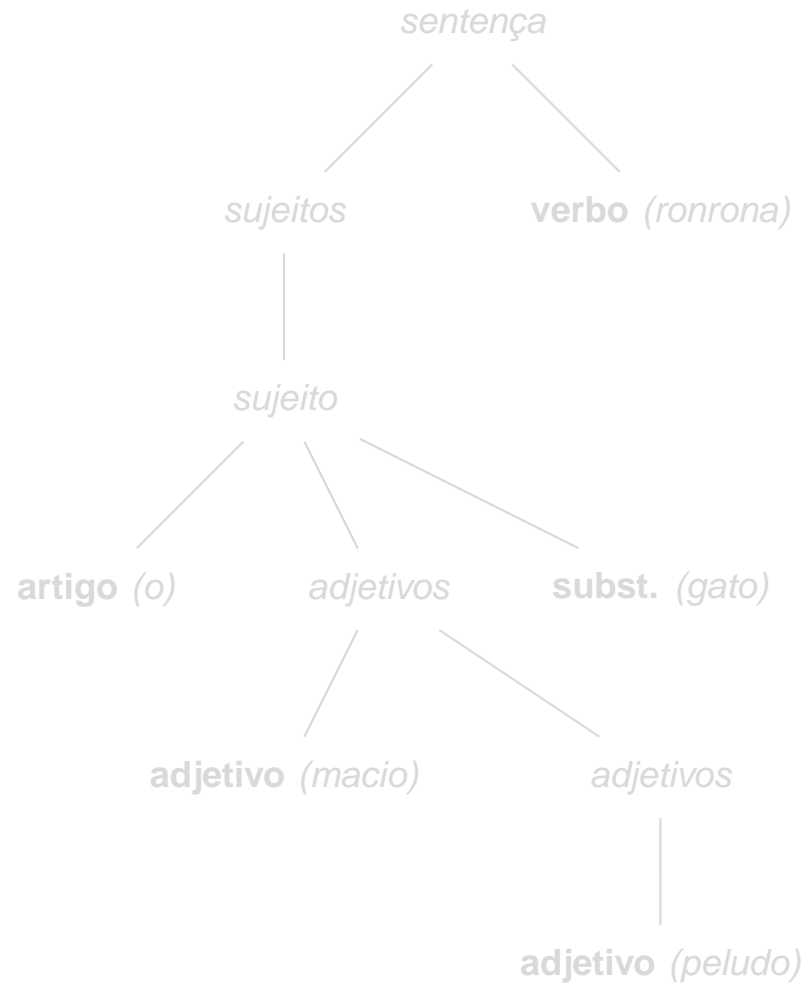 sentença
sujeitos verbo (ronrona)
sujeito
artigo (o) adjetivos subst. (gato)
adjetivo (macio) adjetivos
adjetivo (peludo)